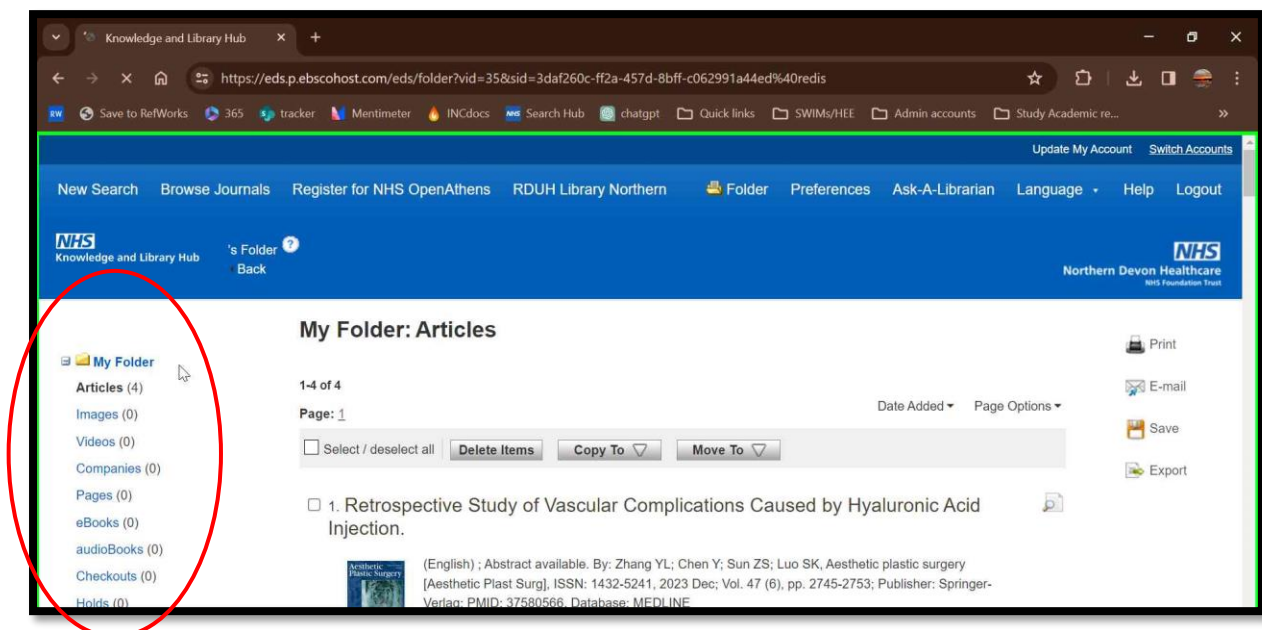 Knowledge and Library Hub
https://eds.p.ebscohost.com/eds/folder?vid=35&sid=3daf260c-ff2a-457d-8bff-c062991a44ed%40redis
RW Save to RefWorks 365 tracker Mentimeter INCdocs NHS Search Hub chatgpt Quick links SWIMs/HEE Admin accounts Study Academic re... »
Update My Account Switch Accounts
New Search Browse Journals Register for NHS OpenAthens RDUH Library Northern Folder Preferences Ask-A-Librarian Language Help Logout
NHS
Knowledge and Library Hub
's Folder ?
Back
NHS
Northern Devon Healthcare
NHS Foundation Trust
My Folder
Articles (4)
Images (0)
Videos (0)
Companies (0)
Pages (0)
eBooks (0)
audioBooks (0)
Checkouts (0)
Holds (0)
My Folder: Articles
1-4 of 4
Page: 1
Date Added Page Options
Select / deselect all Delete Items Copy To Move To
1. Retrospective Study of Vascular Complications Caused by Hyaluronic Acid
Injection.
Aesthetic
Plastic Surgery
(English) ; Abstract available. By: Zhang YL; Chen Y; Sun ZS; Luo SK, Aesthetic plastic surgery
[Aesthetic Plast Surg], ISSN: 1432-5241, 2023 Dec; Vol. 47 (6), pp. 2745-2753; Publisher: Springer-
Verlag; PMID: 37580566, Database: MEDLINE
Print
E-mail
Save
Export